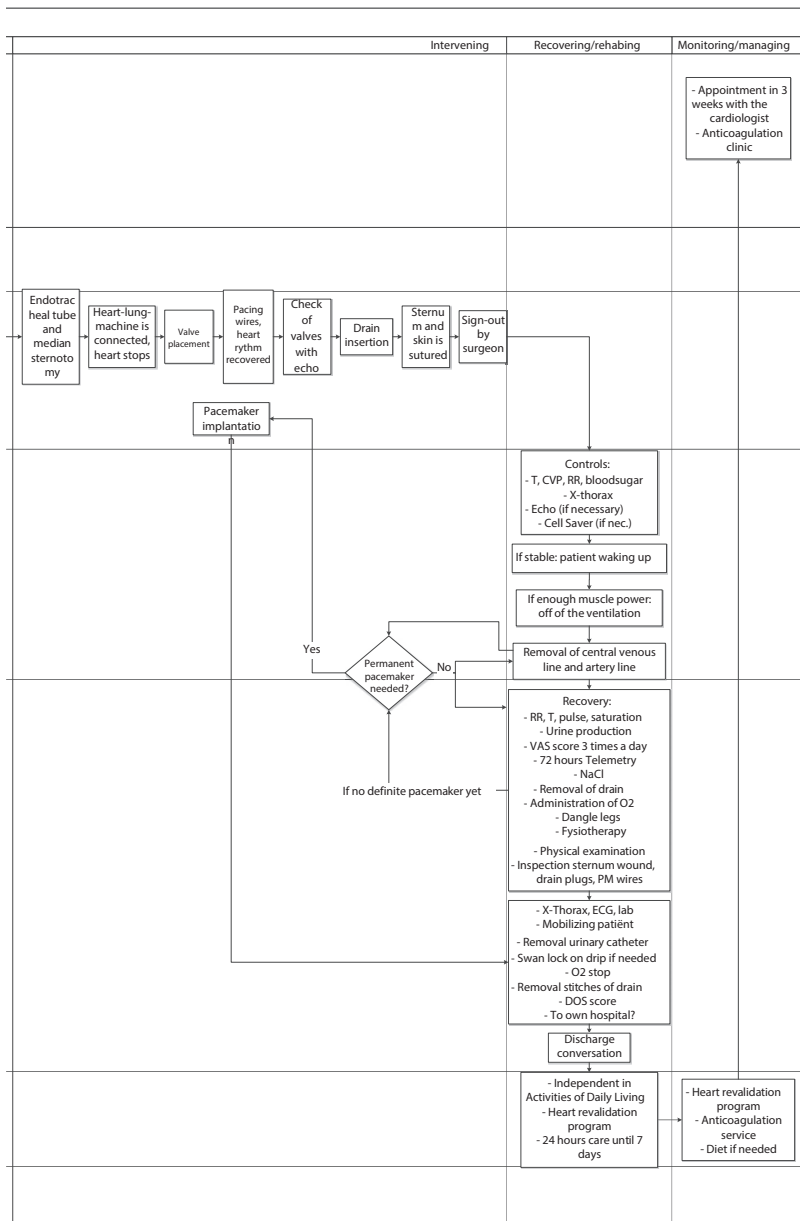 Intervening
Recovering/rehabing
Monitoring/managing
- Appointment in 3
weeks with the
cardiologist
- Anticoagulation
clinic
Endotrac
heal tube
and
median
sternoto
my
Heart-lung-
machine is
connected,
heart stops
Valve
placement
Pacing
wires,
heart
rythm
recovered
Check
of
valves
with
echo
Drain
insertion
Sternu
m and
skin is
sutured
Sign-out
by
surgeon
Pacemaker
implantatio
n
Controls:
- T, CVP, RR, bloodsugar
- X-thorax
- Echo (if necessary)
- Cell Saver (if nec.)
If stable: patient waking up
If enough muscle power:
off of the ventilation
Removal of central venous
line and artery line
Yes
Permanent
pacemaker
needed?
No
If no definite pacemaker yet
Recovery:
- RR, T, pulse, saturation
- Urine production
- VAS score 3 times a day
- 72 hours Telemetry
- NaCl
- Removal of drain
- Administration of O2
- Dangle legs
- Fysiotherapy
- Physical examination
- Inspection sternum wound,
drain plugs, PM wires
- X-Thorax, ECG, lab
- Mobilizing patiënt
- Removal urinary catheter
- Swan lock on drip if needed
- O2 stop
- Removal stitches of drain
- DOS score
- To own hospital?
Discharge
conversation
- Independent in
Activities of Daily Living
- Heart revalidation
program
- 24 hours care until 7
days
- Heart revalidation
program
- Anticoagulation
service
- Diet if needed